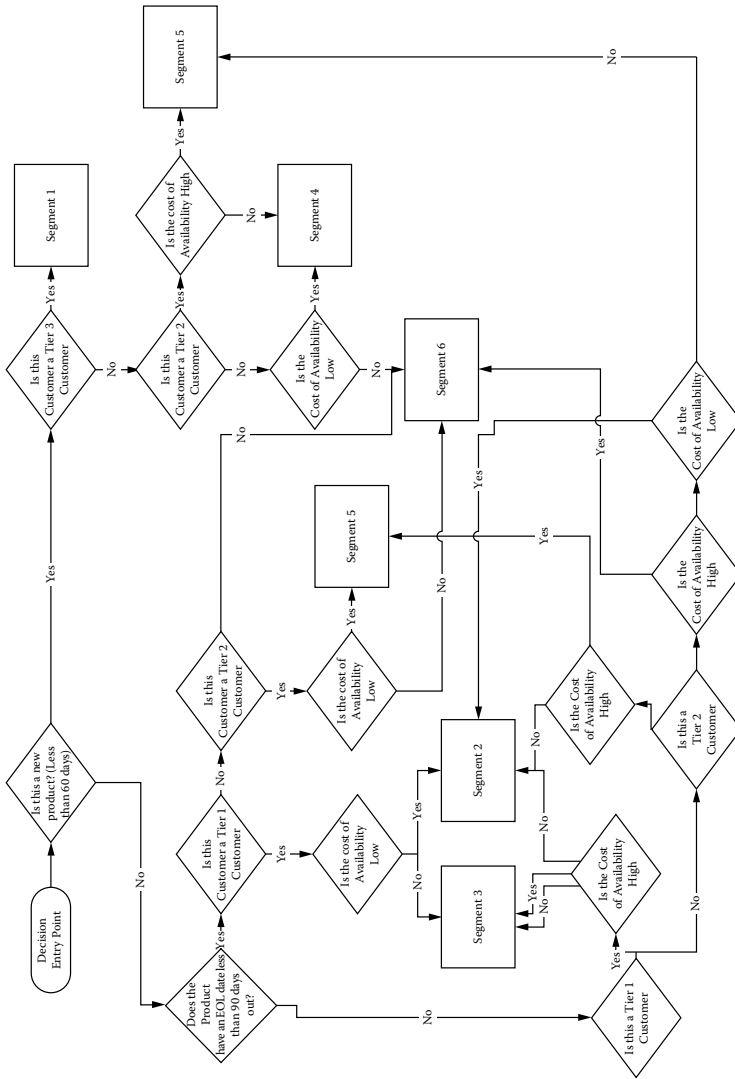 Decision
Entry Point
Is this a new
product? (Less
than 60 days)
Yes
Is this
Customer a Tier 3
Customer
Yes
Segment 1
No
No
Is this
Customer a Tier 2
Customer
Yes
Is the cost of
Availability High
Yes
Segment 5
No
No
Is the
Cost of Availability
Low
Yes
Segment 4
No
Does the
Product
have an EOL date less
than 90 days
out?
Yes
Is this
Customer a Tier 1
Customer
No
Is this
Customer a Tier 2
Customer
No
Yes
Is the cost of
Availability
Low
Yes
Is the cost of
Availability
Low
Yes
Segment 5
No
No
Yes
Segment 3
Segment 2
Segment 6
No
No
Yes
No
No
Yes
Yes
Yes
Is the Cost
of Availability
High
Is the Cost
of Availability
High
No
Is this a Tier 1
Customer
Yes
No
Is this a
Tier 2
Customer
Is the
Cost of Availability
High
Is the
Cost of Availability
Low
No